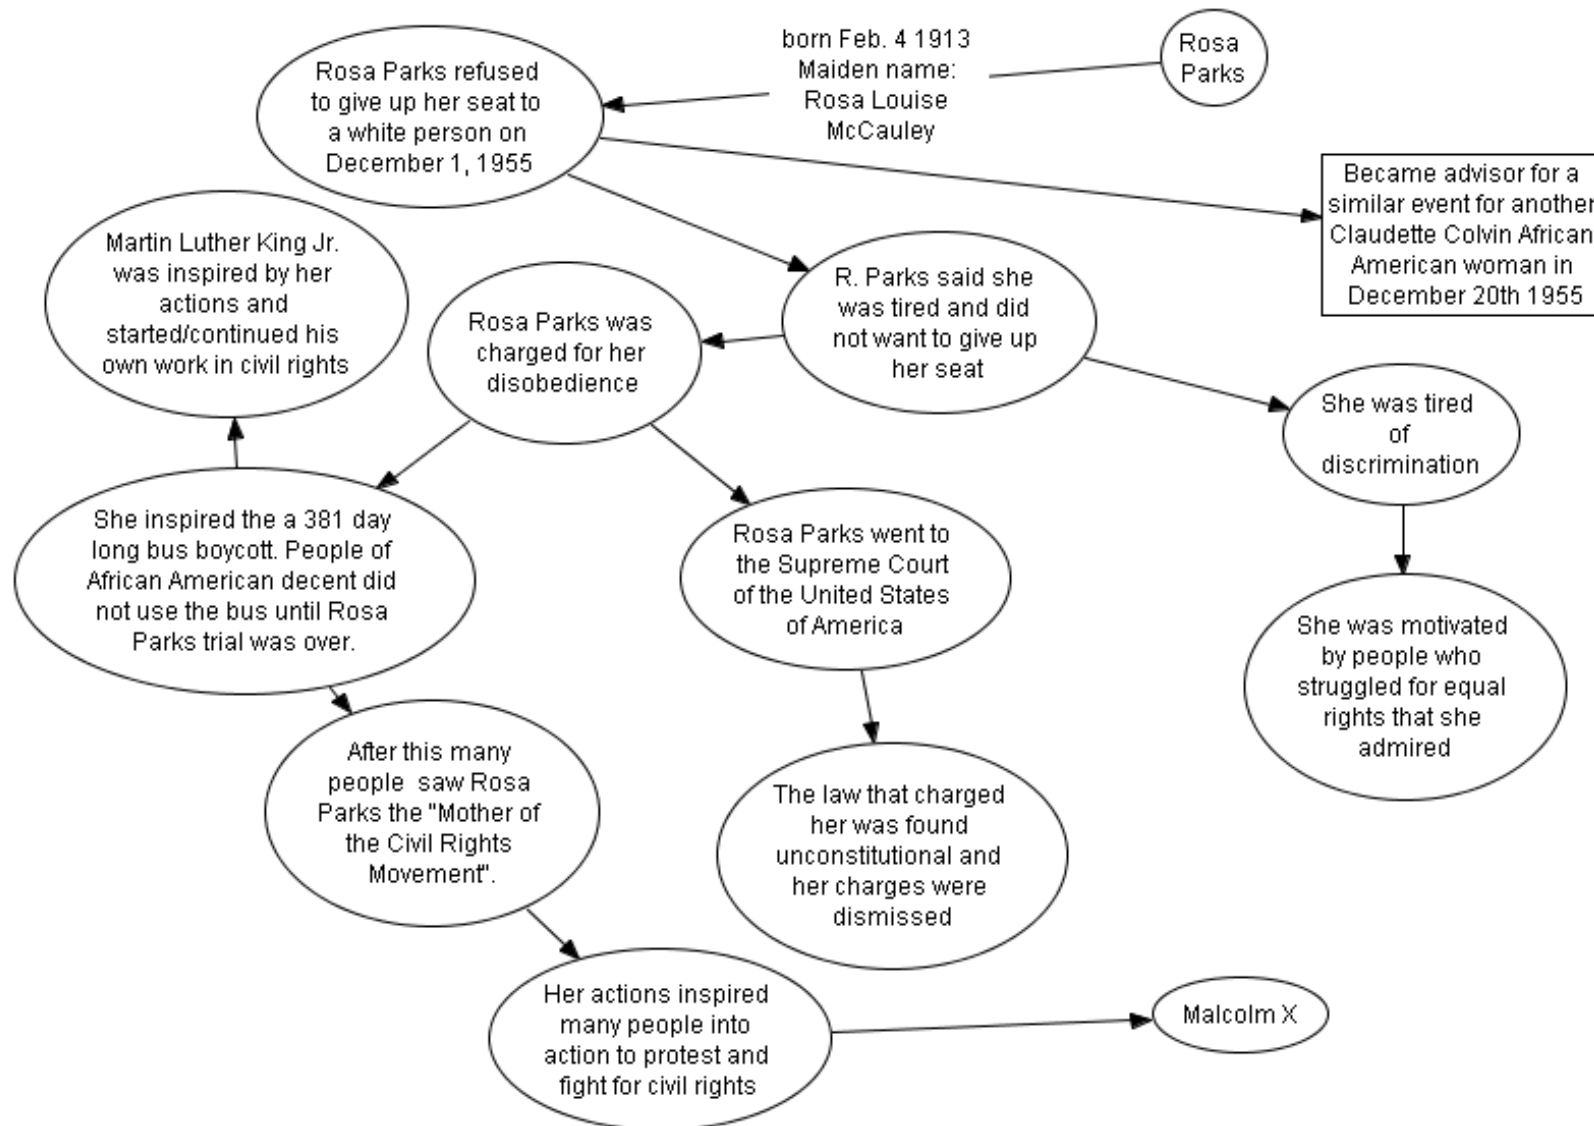 Rosa
Parks
born Feb. 4 1913
Maiden name:
Rosa Louise
McCauley
Rosa Parks refused
to give up her seat to
a white person on
December 1, 1955
Became advisor for a
similar event for another
Claudette Colvin African
American woman in
December 20th 1955
Martin Luther King Jr.
was inspired by her
actions and
started/continued his
own work in civil rights
R. Parks said she
was tired and did
not want to give up
her seat
Rosa Parks was
charged for her
disobedience
She was tired
of
discrimination
She inspired the a 381 day
long bus boycott. People of
African American decent did
not use the bus until Rosa
Parks trial was over.
Rosa Parks went to
the Supreme Court
of the United States
of America
She was motivated
by people who
struggled for equal
rights that she
admired
After this many
people saw Rosa
Parks the "Mother of
the Civil Rights
Movement".
The law that charged
her was found
unconstitutional and
her charges were
dismissed
Her actions inspired
many people into
action to protest and
fight for civil rights
Malcolm X